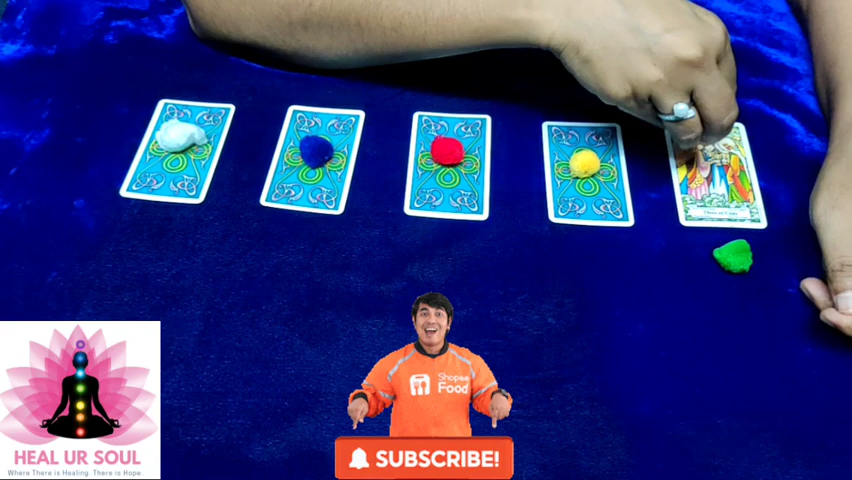 Three of Cups
Shopee
Food
SUBSCRIBE!
HEAL UR SOUL
Where There is Healing. There is Hope.